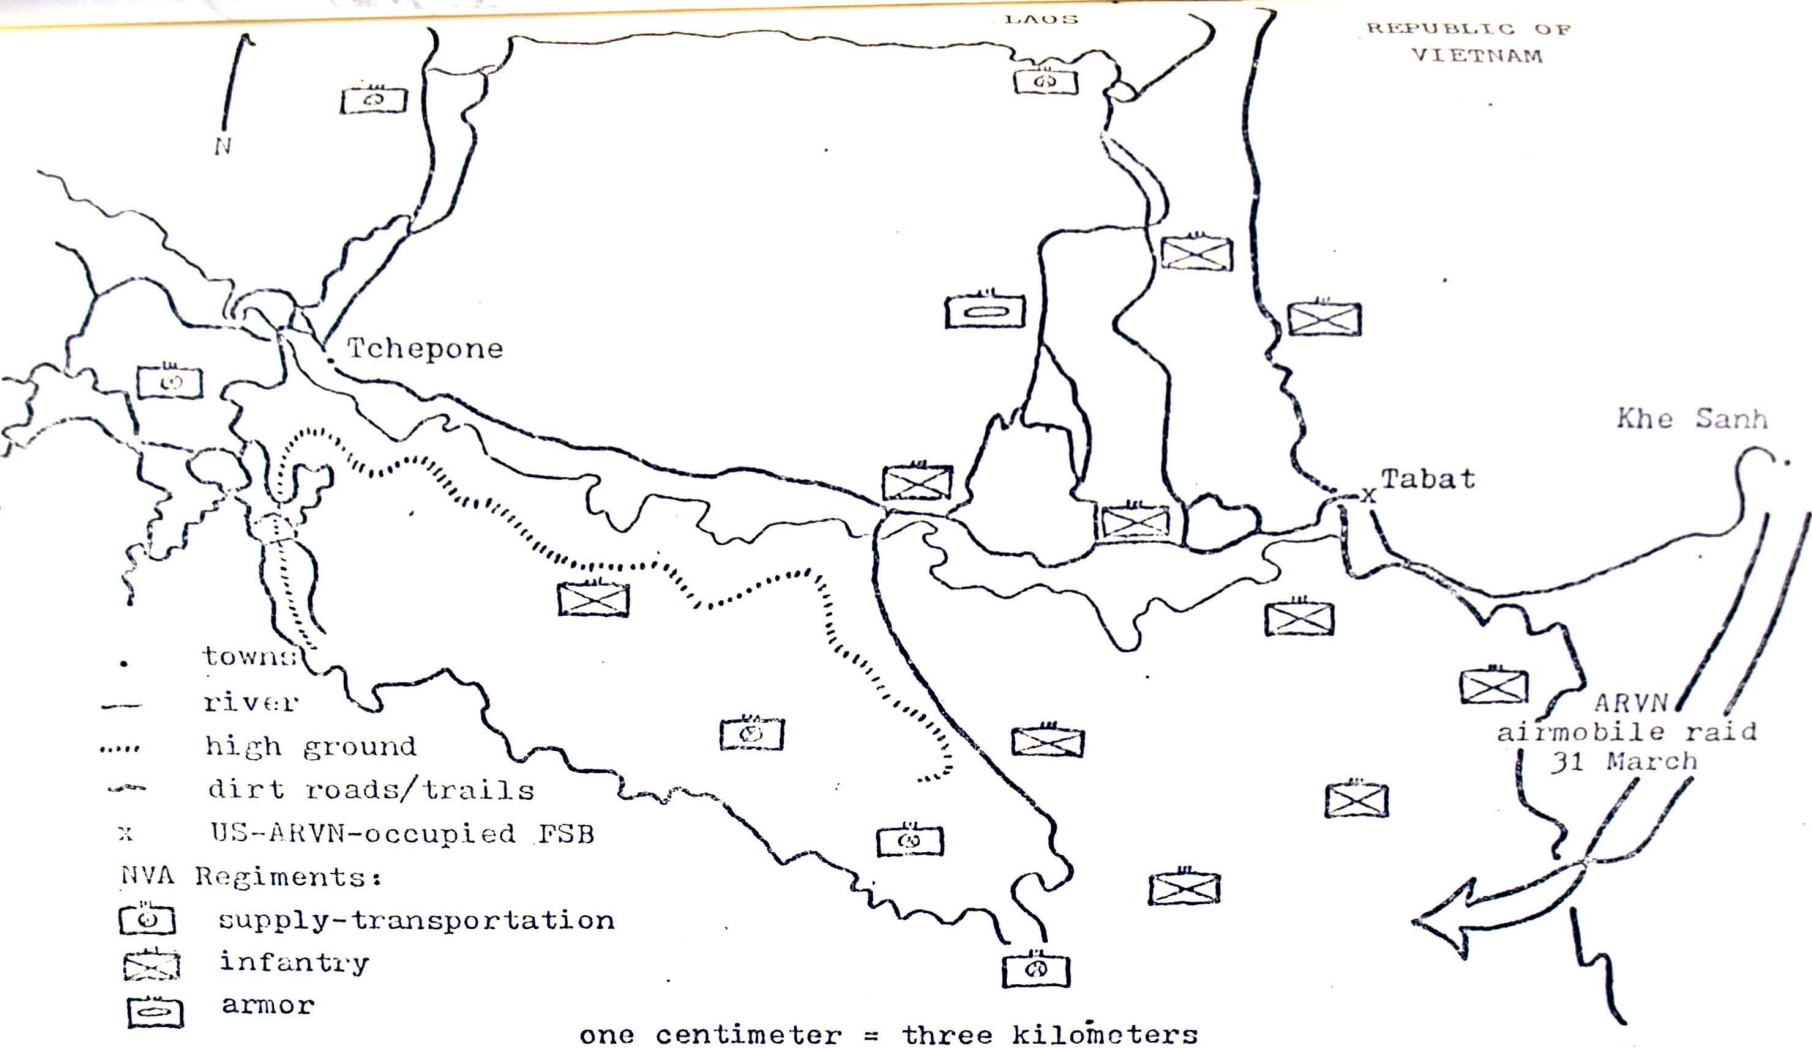 LAOS
REPUBLIC OF
VIETNAM
N
Tchepone
Khe Sanh
Tabat
towns
river
high ground
dirt roads/trails
x US-ARVN-occupied FSB
NVA Regiments:
supply-transportation
infantry
armor
ARVN
airmobile raid
31 March
x
one centimeter = three kilometers